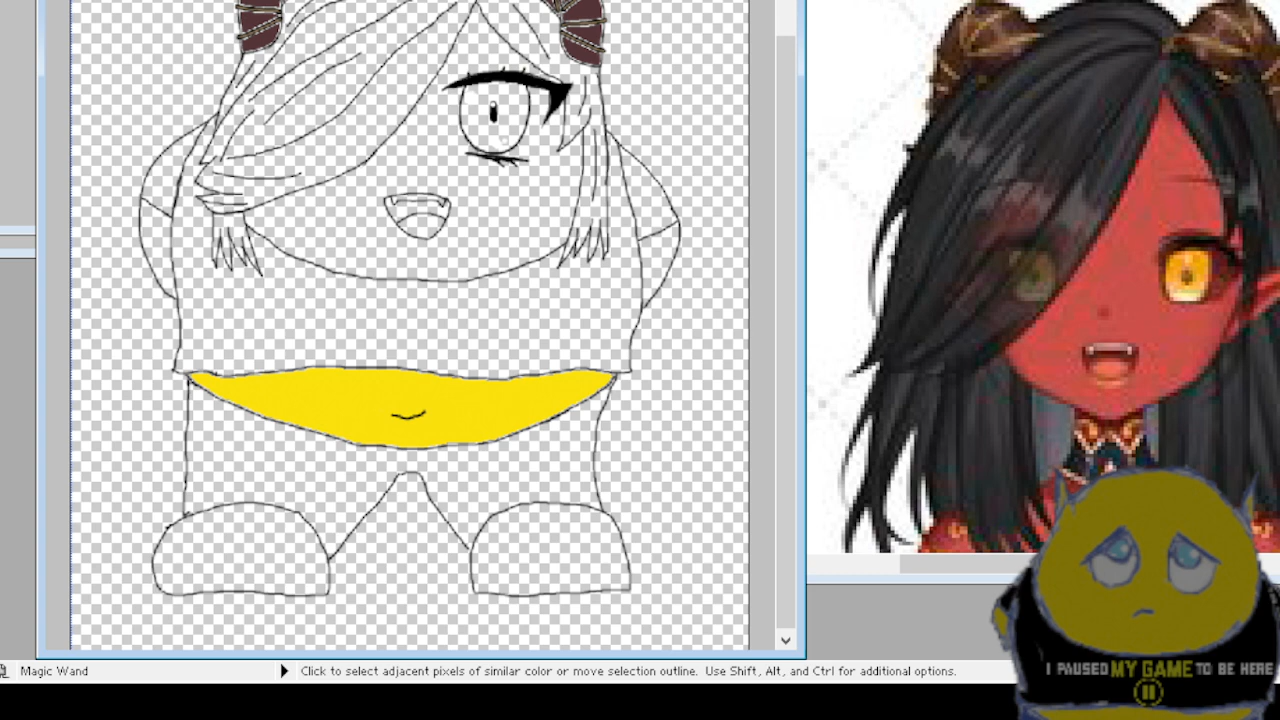 Magic Wand
Click to select adjacent pixels of similar color or move selection outline.  Use Shift, Alt, and Ctrl for additional options.
I PAUSED MY GAME TO BE HERE